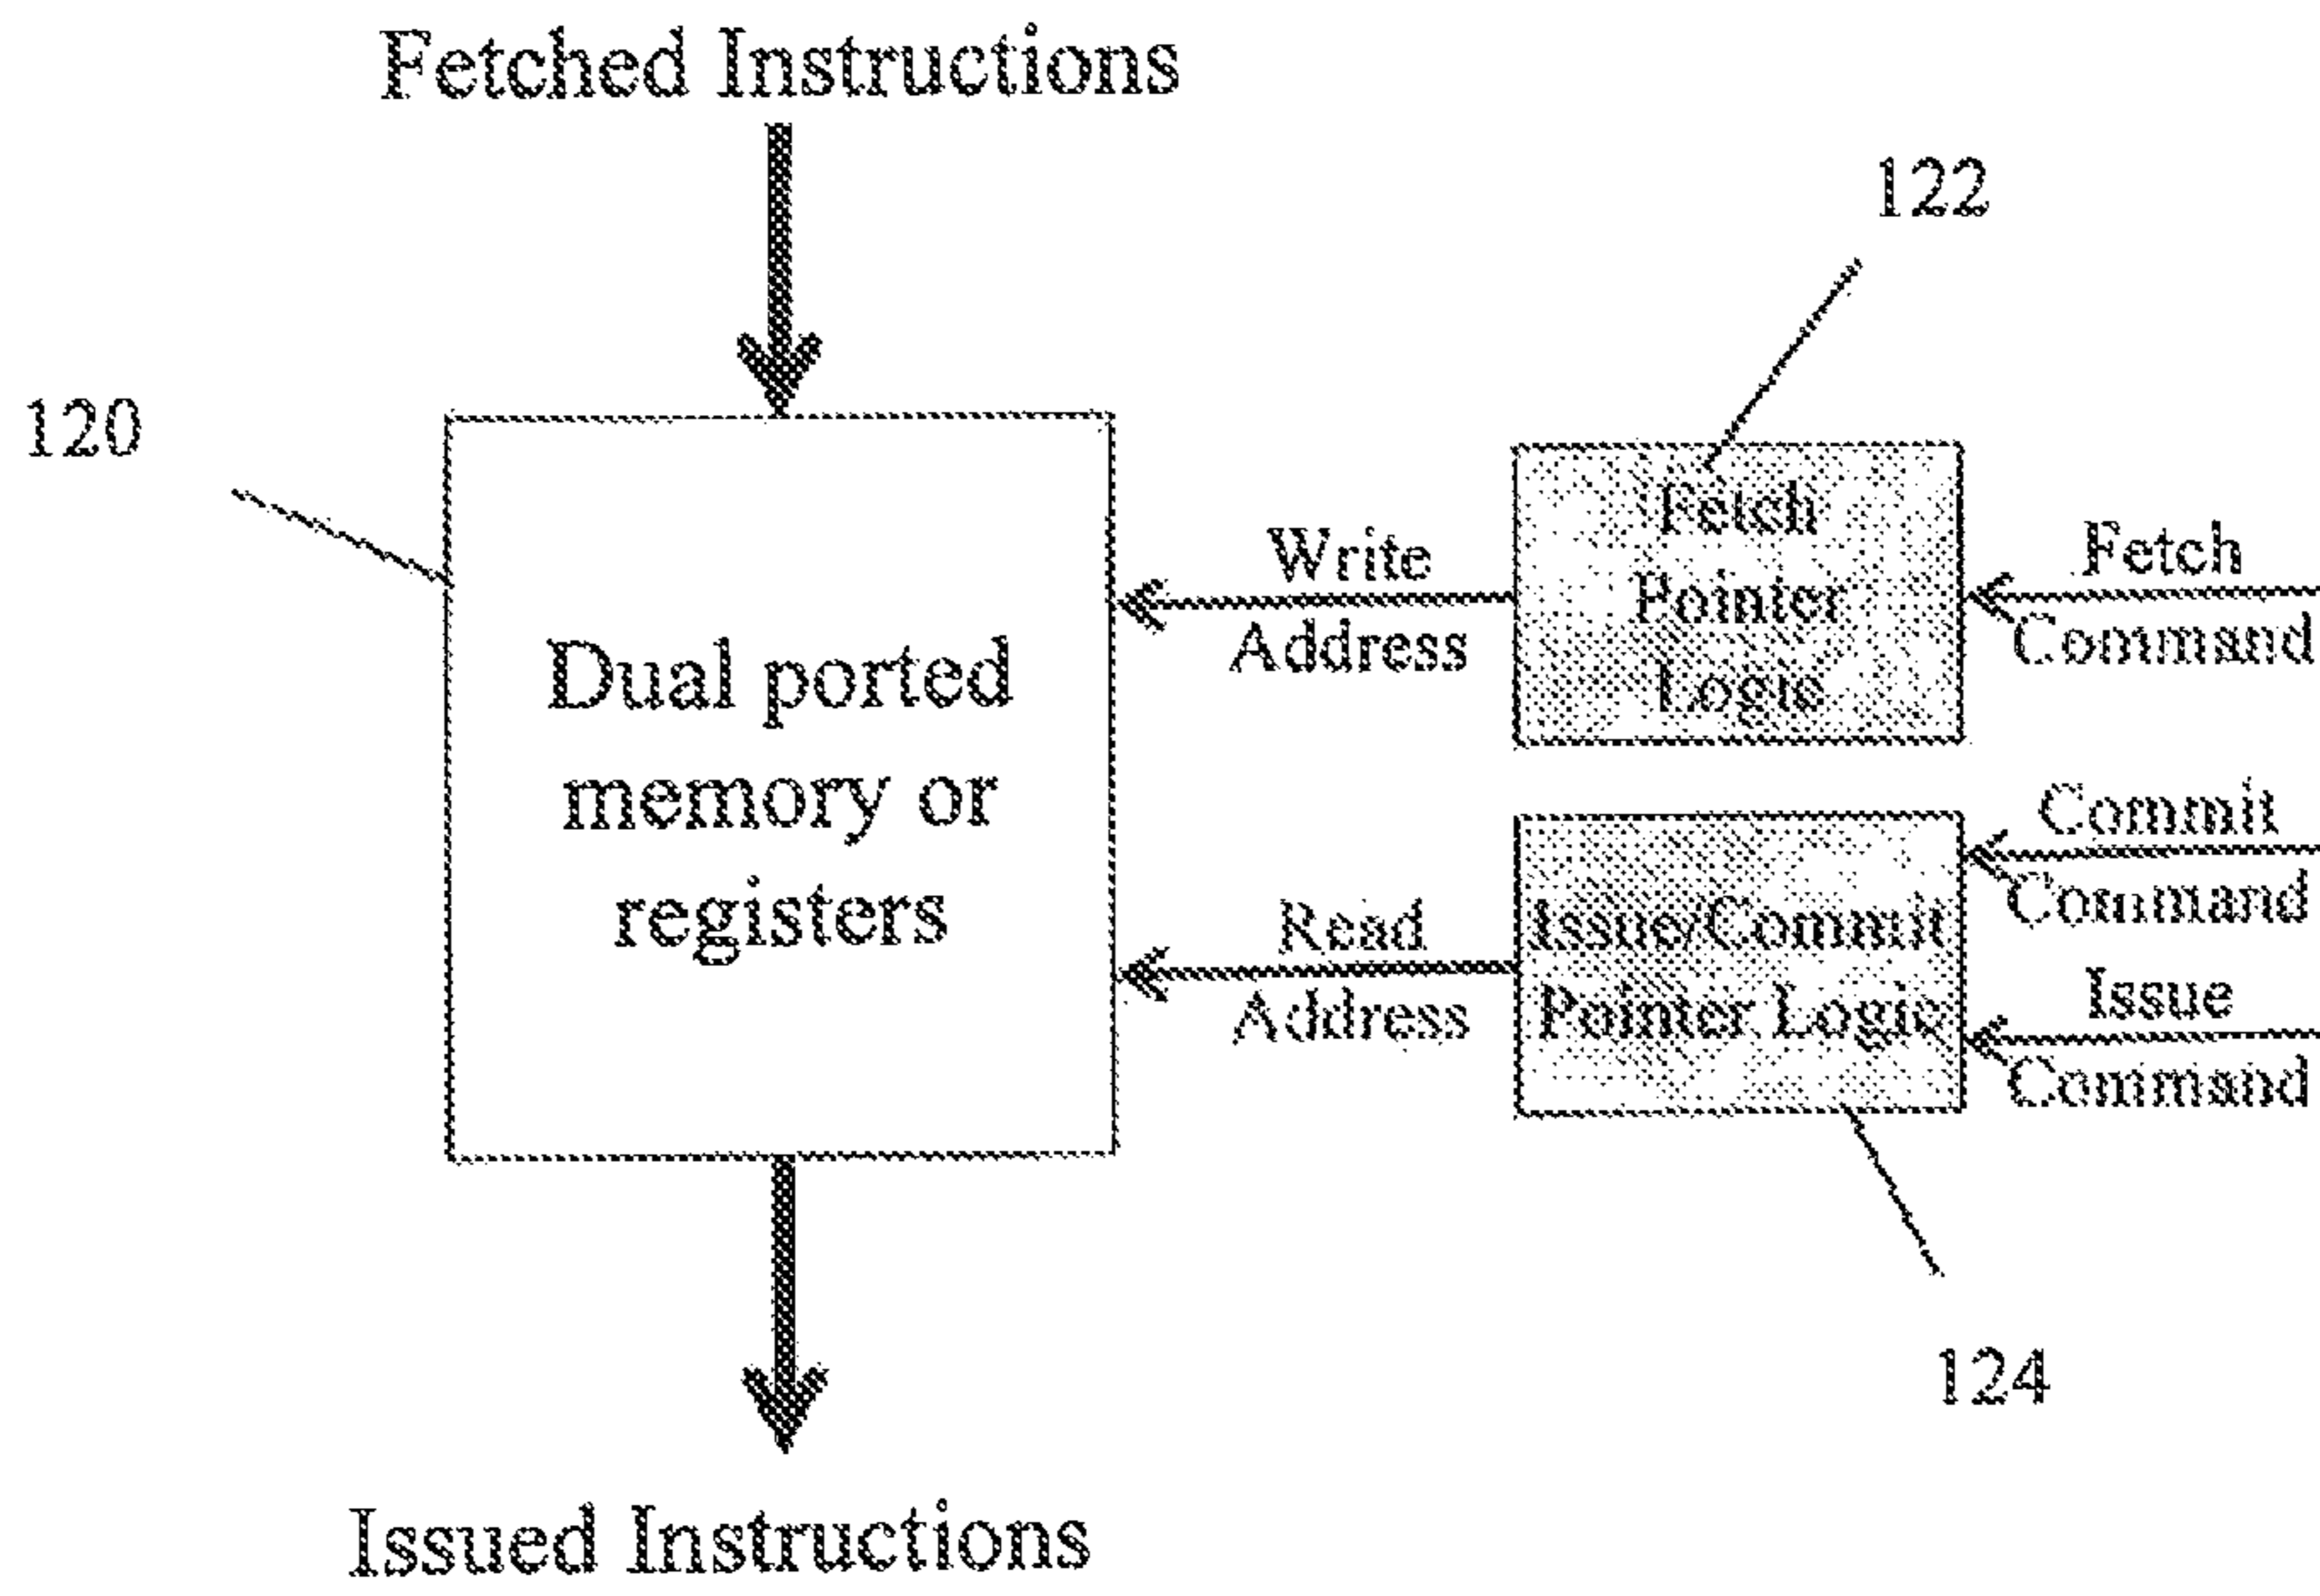 Fetched Instructions
122
120
Fetch
Pointer
Logic
Write
Address
Fetch
Command
Dual ported
memory or
registers
Commit
Command
Issue/Commit
Pointer Logic
Read
Address
Issue
Command
124
Issued Instructions